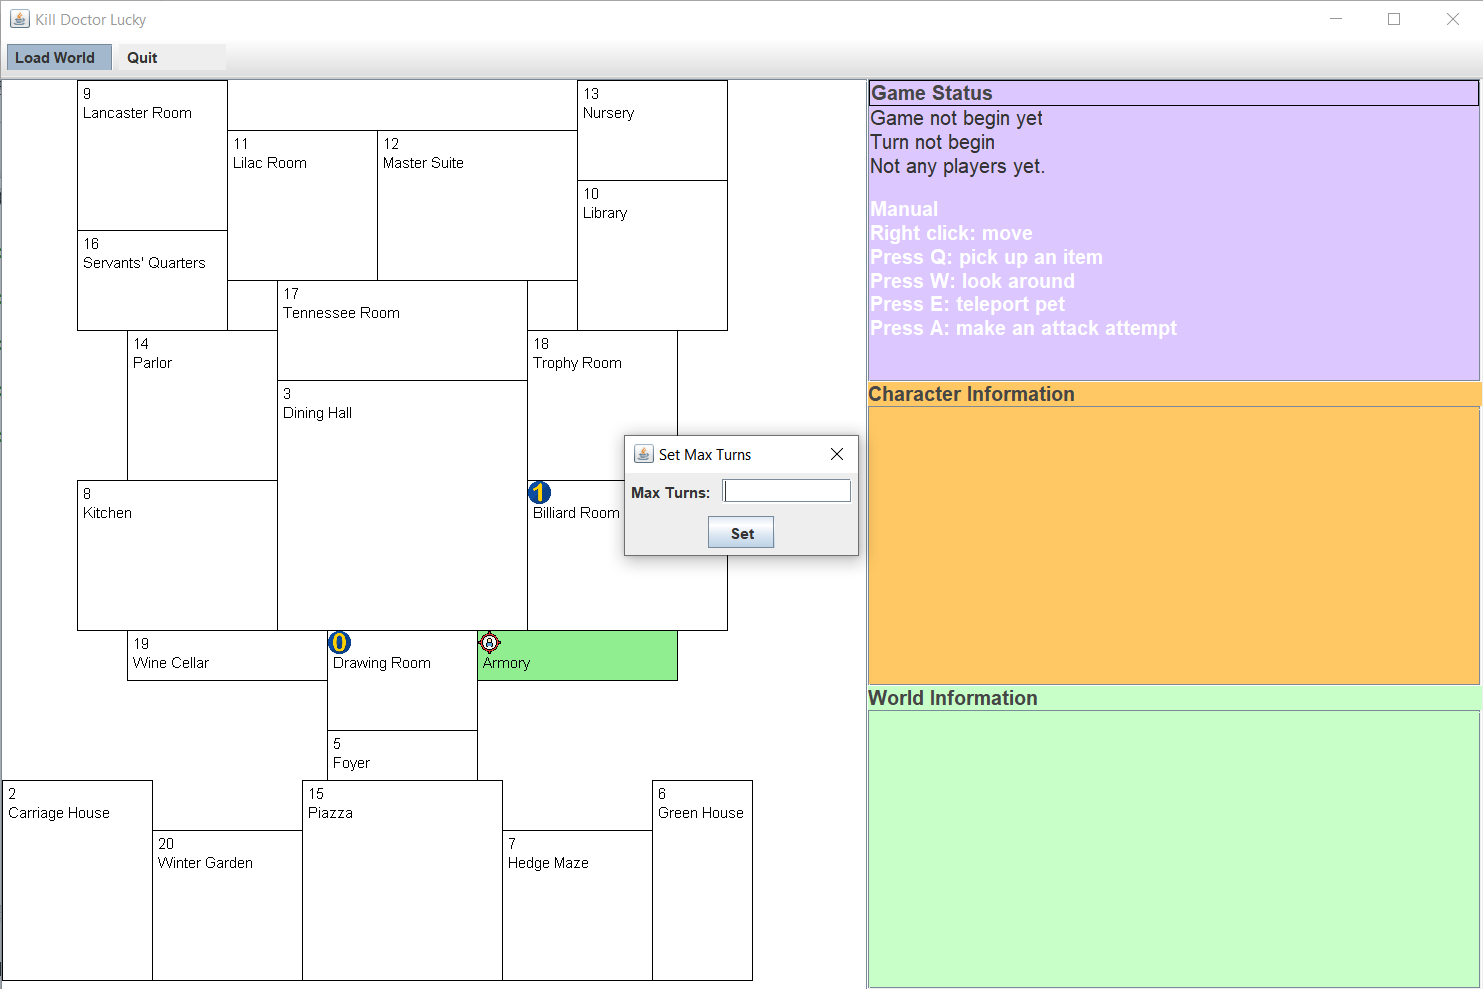 Kill Doctor Lucky
Load World
Quit
9
Lancaster Room
13
Nursery
11
Lilac Room
12
Master Suite
10
Library
16
Servants' Quarters
17
Tennessee Room
14
Parlor
18
Trophy Room
3
Dining Hall
8
Kitchen
1
Billiard Room
19
Wine Cellar
0
Drawing Room
Armory
5
Foyer
2
Carriage House
15
Piazza
6
Green House
20
Winter Garden
7
Hedge Maze
Set Max Turns
Max Turns:
Set
Game Status
Game not begin yet
Turn not begin
Not any players yet.
Manual
Right click: move
Press Q: pick up an item
Press W: look around
Press E: teleport pet
Press A: make an attack attempt
Character Information
World Information